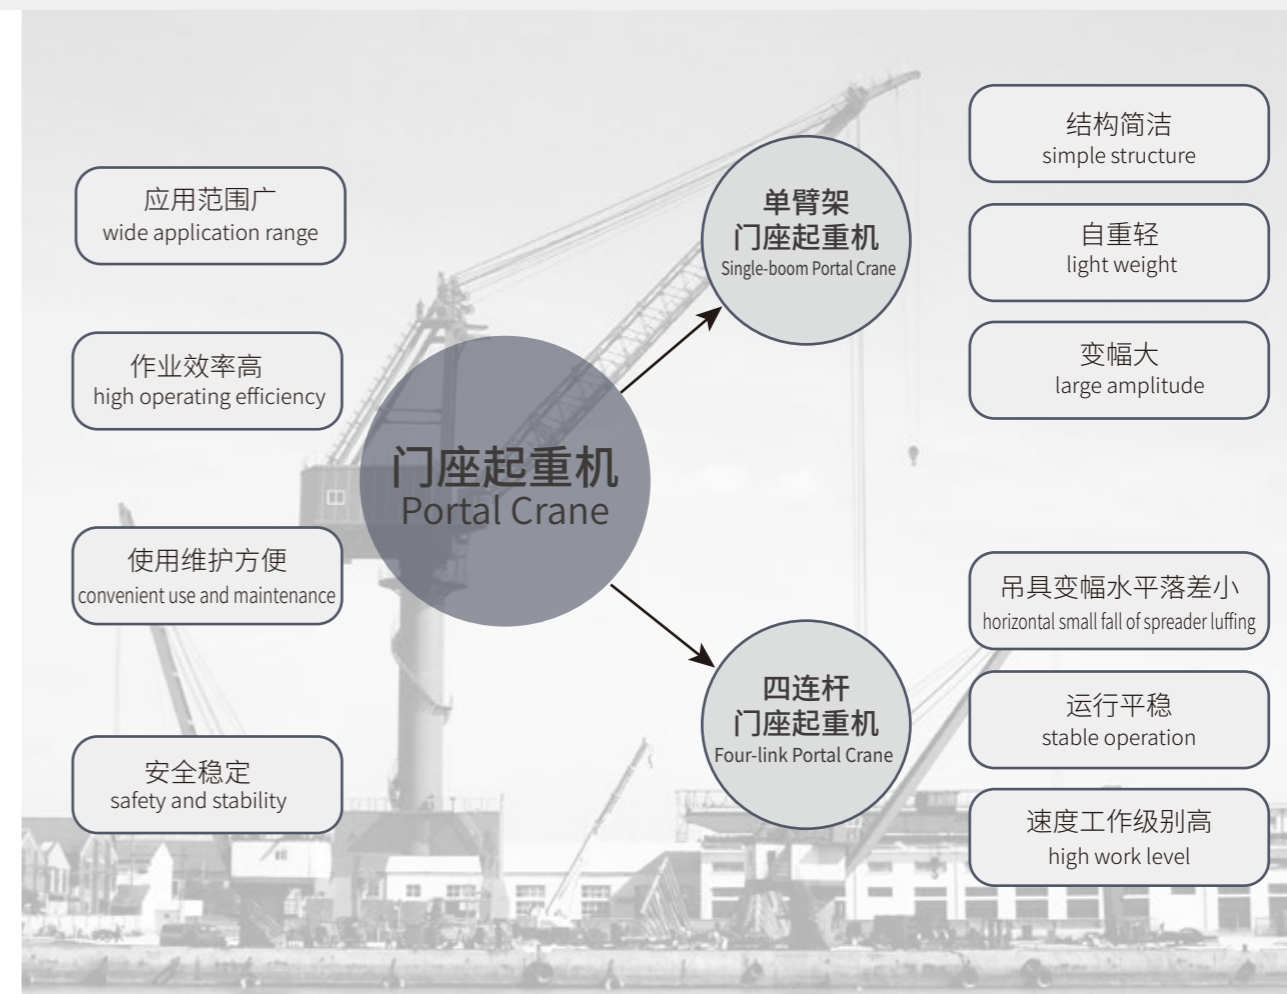 应用范围广
wide application range
作业效率高
high operating efficiency
使用维护方便
convenient use and maintenance
安全稳定
safety and stability
门座起重机
Portal Crane
单臂架
门座起重机
Single-boom Portal Crane
结构简洁
simple structure
自重轻
light weight
变幅大
large amplitude
四连杆
门座起重机
Four-link Portal Crane
吊具变幅水平落差小
horizontal small fall of spreader luffing
运行平稳
stable operation
速度工作级别高
high work level